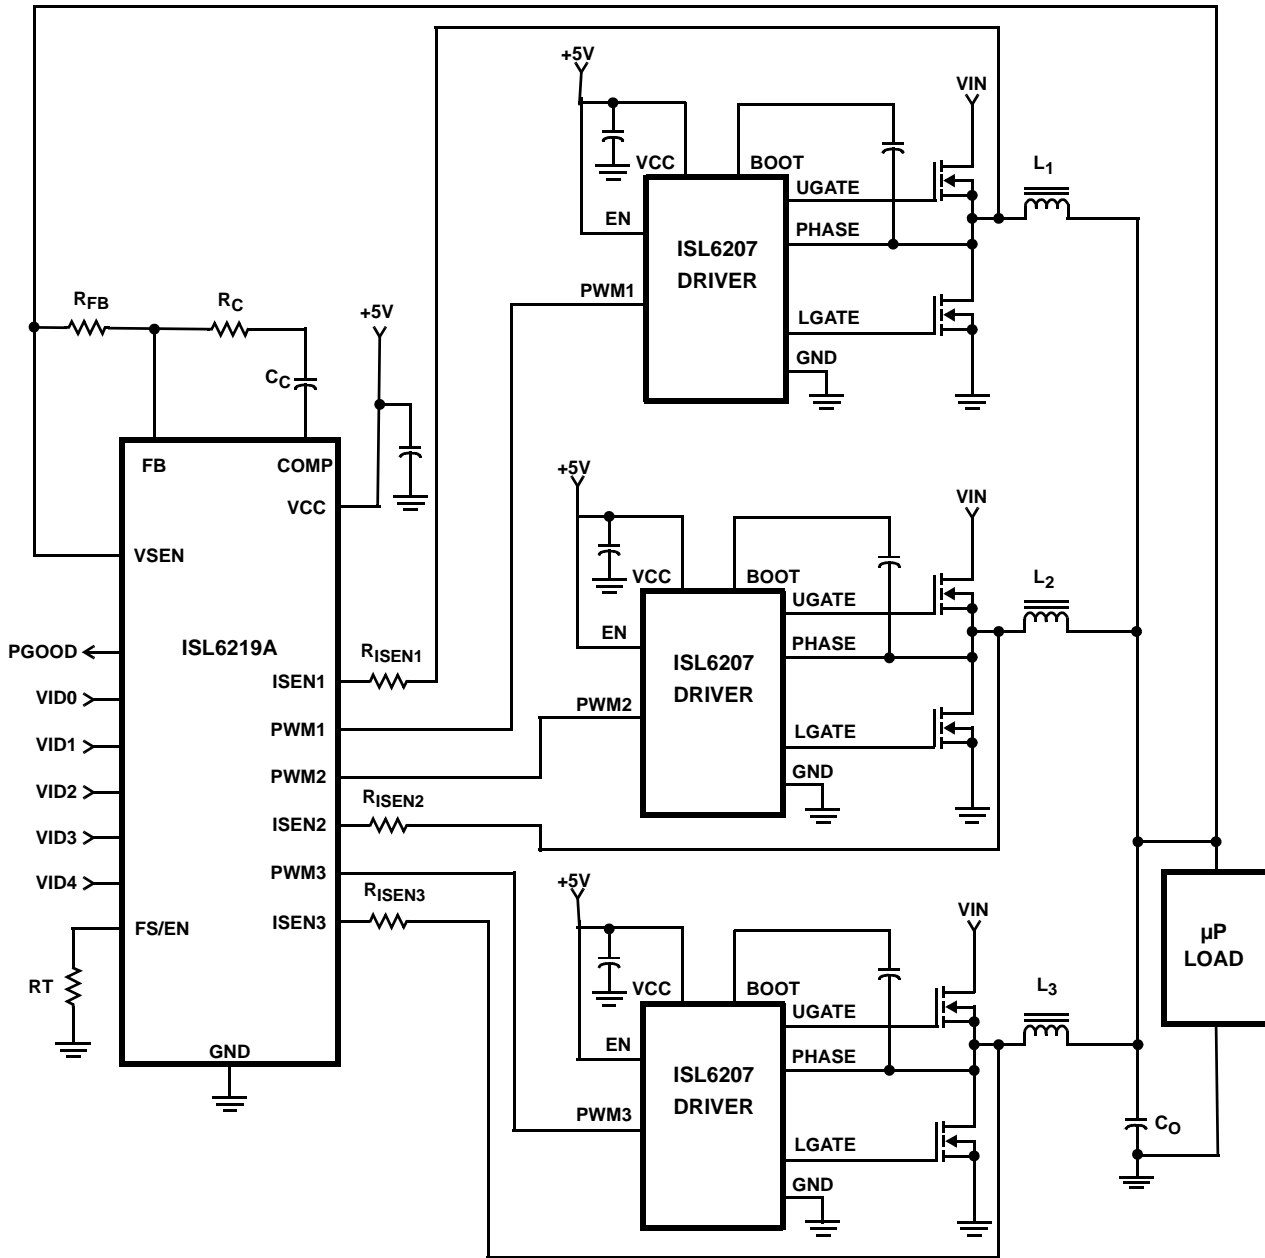 +5V
VIN
VCC
BOOT
UGATE
L1
EN
PHASE
ISL6207
DRIVER
PWM1
LGATE
GND
RFB
RC
+5V
CC
FB
COMP
VCC
VSEN
ISL6219A
PGOOD
RISEN1
ISEN1
VID0
PWM1
VID1
PWM2
VID2
RISEN2
ISEN2
VID3
PWM3
VID4
RISEN3
ISEN3
FS/EN
RT
GND
+5V
VIN
VCC
BOOT
UGATE
L2
EN
PHASE
ISL6207
DRIVER
PWM2
LGATE
GND
+5V
VIN
VCC
BOOT
UGATE
L3
EN
PHASE
ISL6207
DRIVER
PWM3
LGATE
GND
µP
LOAD
CO